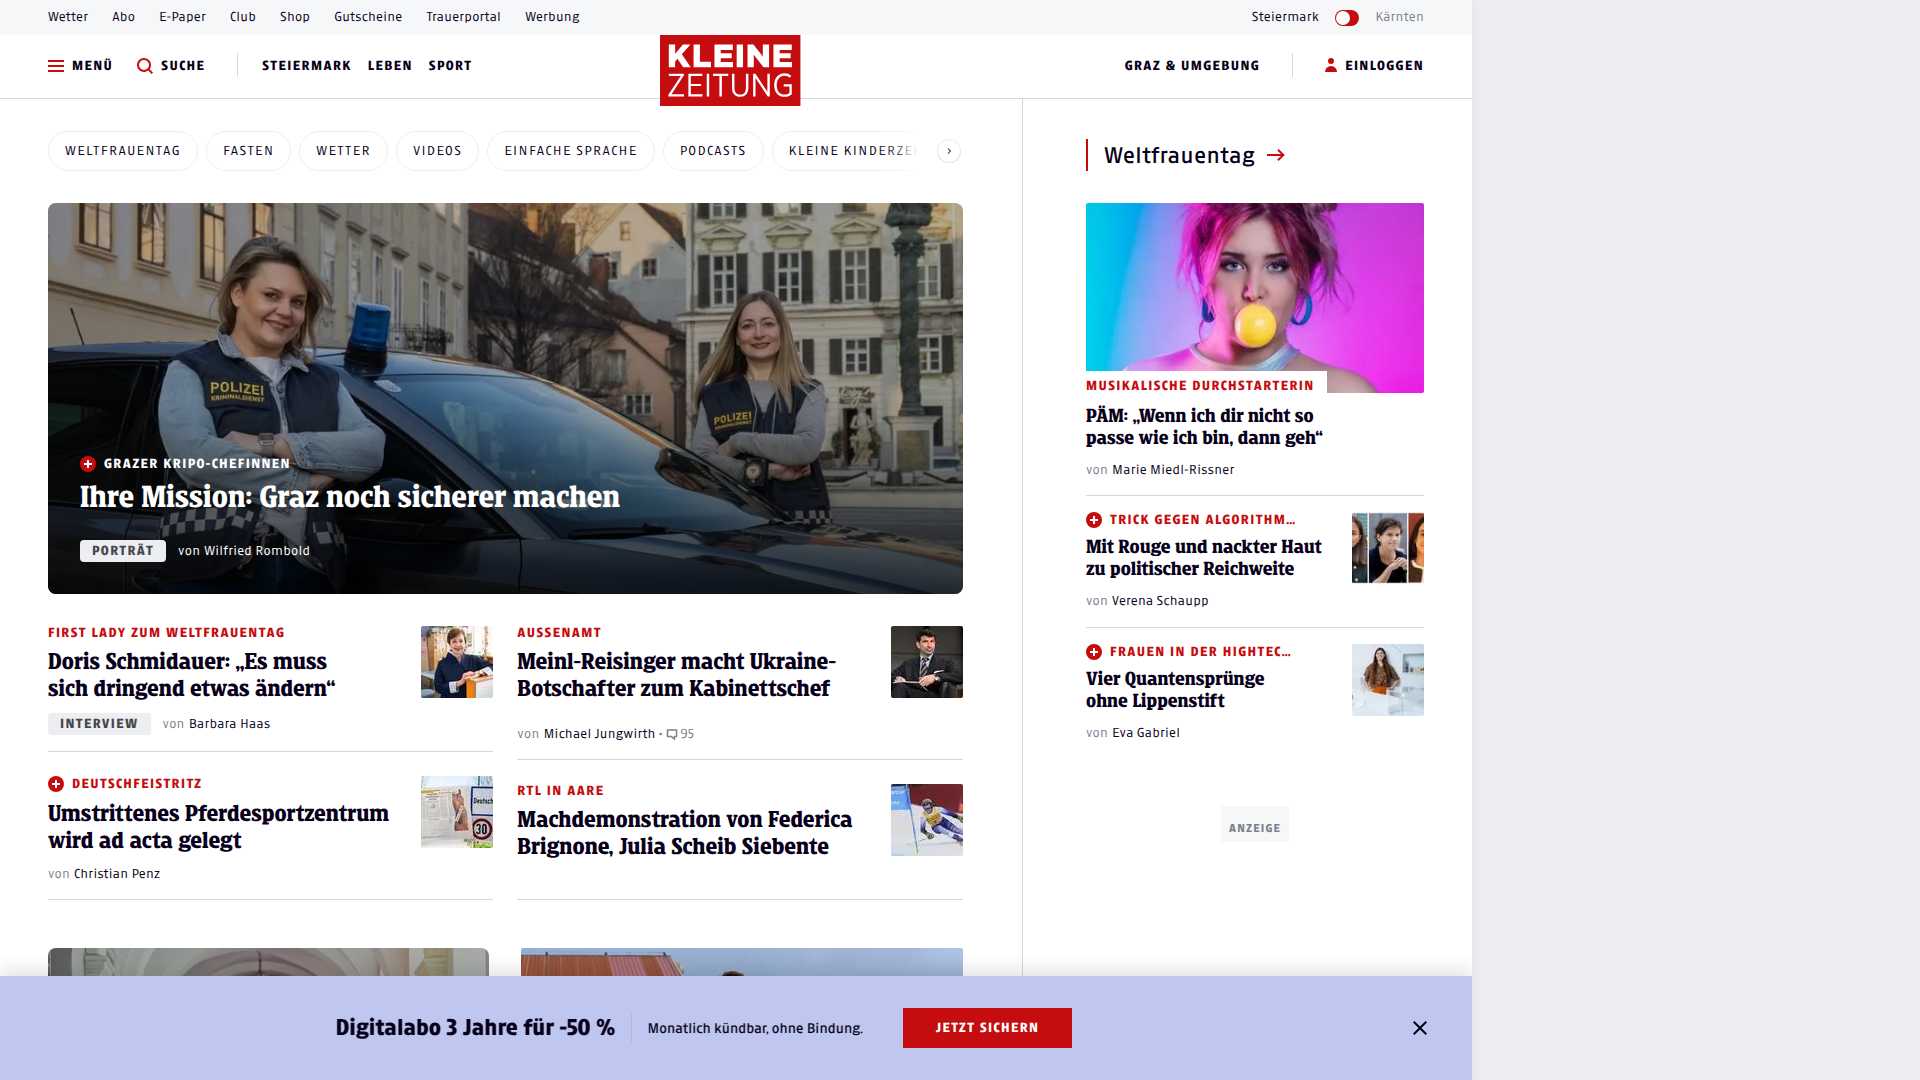 Wetter Abo E-Paper Club Shop Gutscheine Trauerportal Werbung Steiermark Kärnten
MENÜ SUCHE STEIERMARK LEBEN SPORT KLEINE ZEITUNG GRAZ & UMGEBUNG EINLOGGEN
WELTFRAUENTAG FASTEN WETTER VIDEOS EINFACHE SPRACHE PODCASTS KLEINE KINDERZEI
POLIZEI
KRIMINALDIENST
POLIZEI
KRIMINALDIENST
GRAZER KRIPO-CHEFINNEN
Ihre Mission: Graz noch sicherer machen
PORTRÄT von Wilfried Rombold
FIRST LADY ZUM WELTFRAUENTAG
Doris Schmidauer: „Es muss
sich dringend etwas ändern“
INTERVIEW von Barbara Haas
DEUTSCHFEISTRITZ
Umstrittenes Pferdesportzentrum
wird ad acta gelegt
von Christian Penz
Deutsch
30
AUSSENAMT
Meinl-Reisinger macht Ukraine-
Botschafter zum Kabinettschef
von Michael Jungwirth • 95
RTL IN AARE
Machdemonstration von Federica
Brignone, Julia Scheib Siebente
Weltfrauentag
MUSIKALISCHE DURCHSTARTERIN
PÄM: „Wenn ich dir nicht so
passe wie ich bin, dann geh“
von Marie Miedl-Rissner
TRICK GEGEN ALGORITHM...
Mit Rouge und nackter Haut
zu politischer Reichweite
von Verena Schaupp
FRAUEN IN DER HIGHTEC...
Vier Quantensprünge
ohne Lippenstift
von Eva Gabriel
ANZEIGE
Digitalabo 3 Jahre für -50 % Monatlich kündbar, ohne Bindung. JETZT SICHERN